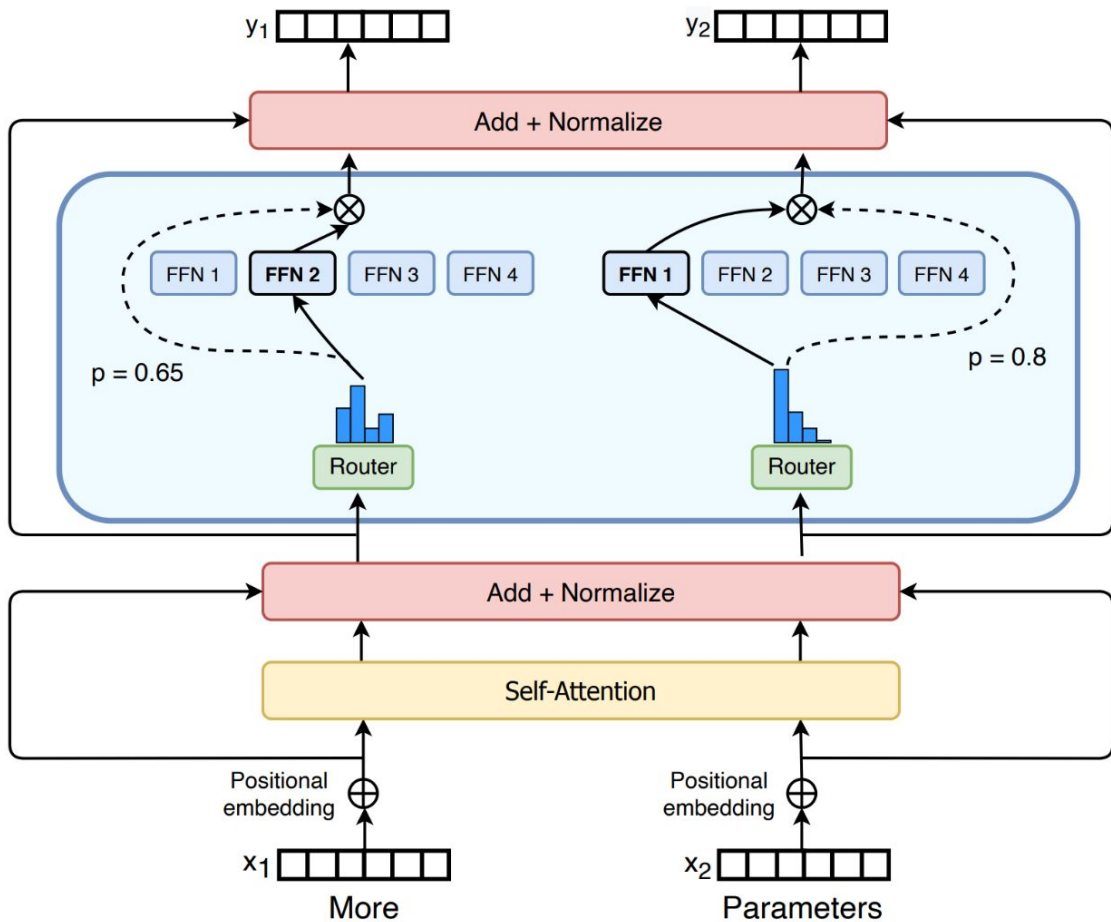 y1 y2
Add + Normalize
FFN 1 FFN 2 FFN 3 FFN 4 FFN 1 FFN 2 FFN 3 FFN 4
p = 0.65 p = 0.8
Router Router
Add + Normalize
Self-Attention
Positional Positional
embedding embedding
x1 x2
More Parameters